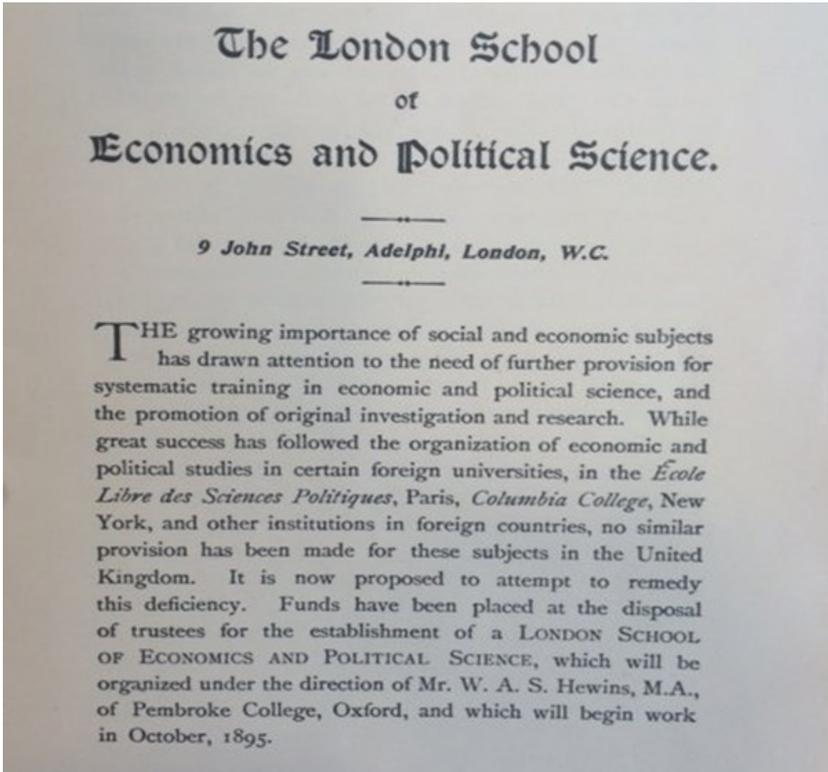 The London School
of
Economics and Political Science.
9 John Street, Adelphi, London, W.C.
THE growing importance of social and economic subjects
has drawn attention to the need of further provision for
systematic training in economic and political science, and
the promotion of original investigation and research. While
great success has followed the organization of economic and
political studies in certain foreign universities, in the École
Libre des Sciences Politiques, Paris, Columbia College, New
York, and other institutions in foreign countries, no similar
provision has been made for these subjects in the United
Kingdom. It is now proposed to attempt to remedy
this deficiency. Funds have been placed at the disposal
of trustees for the establishment of a LONDON SCHOOL
OF ECONOMICS AND POLITICAL SCIENCE, which will be
organized under the direction of Mr. W. A. S. Hewins, M.A.,
of Pembroke College, Oxford, and which will begin work
in October, 1895.